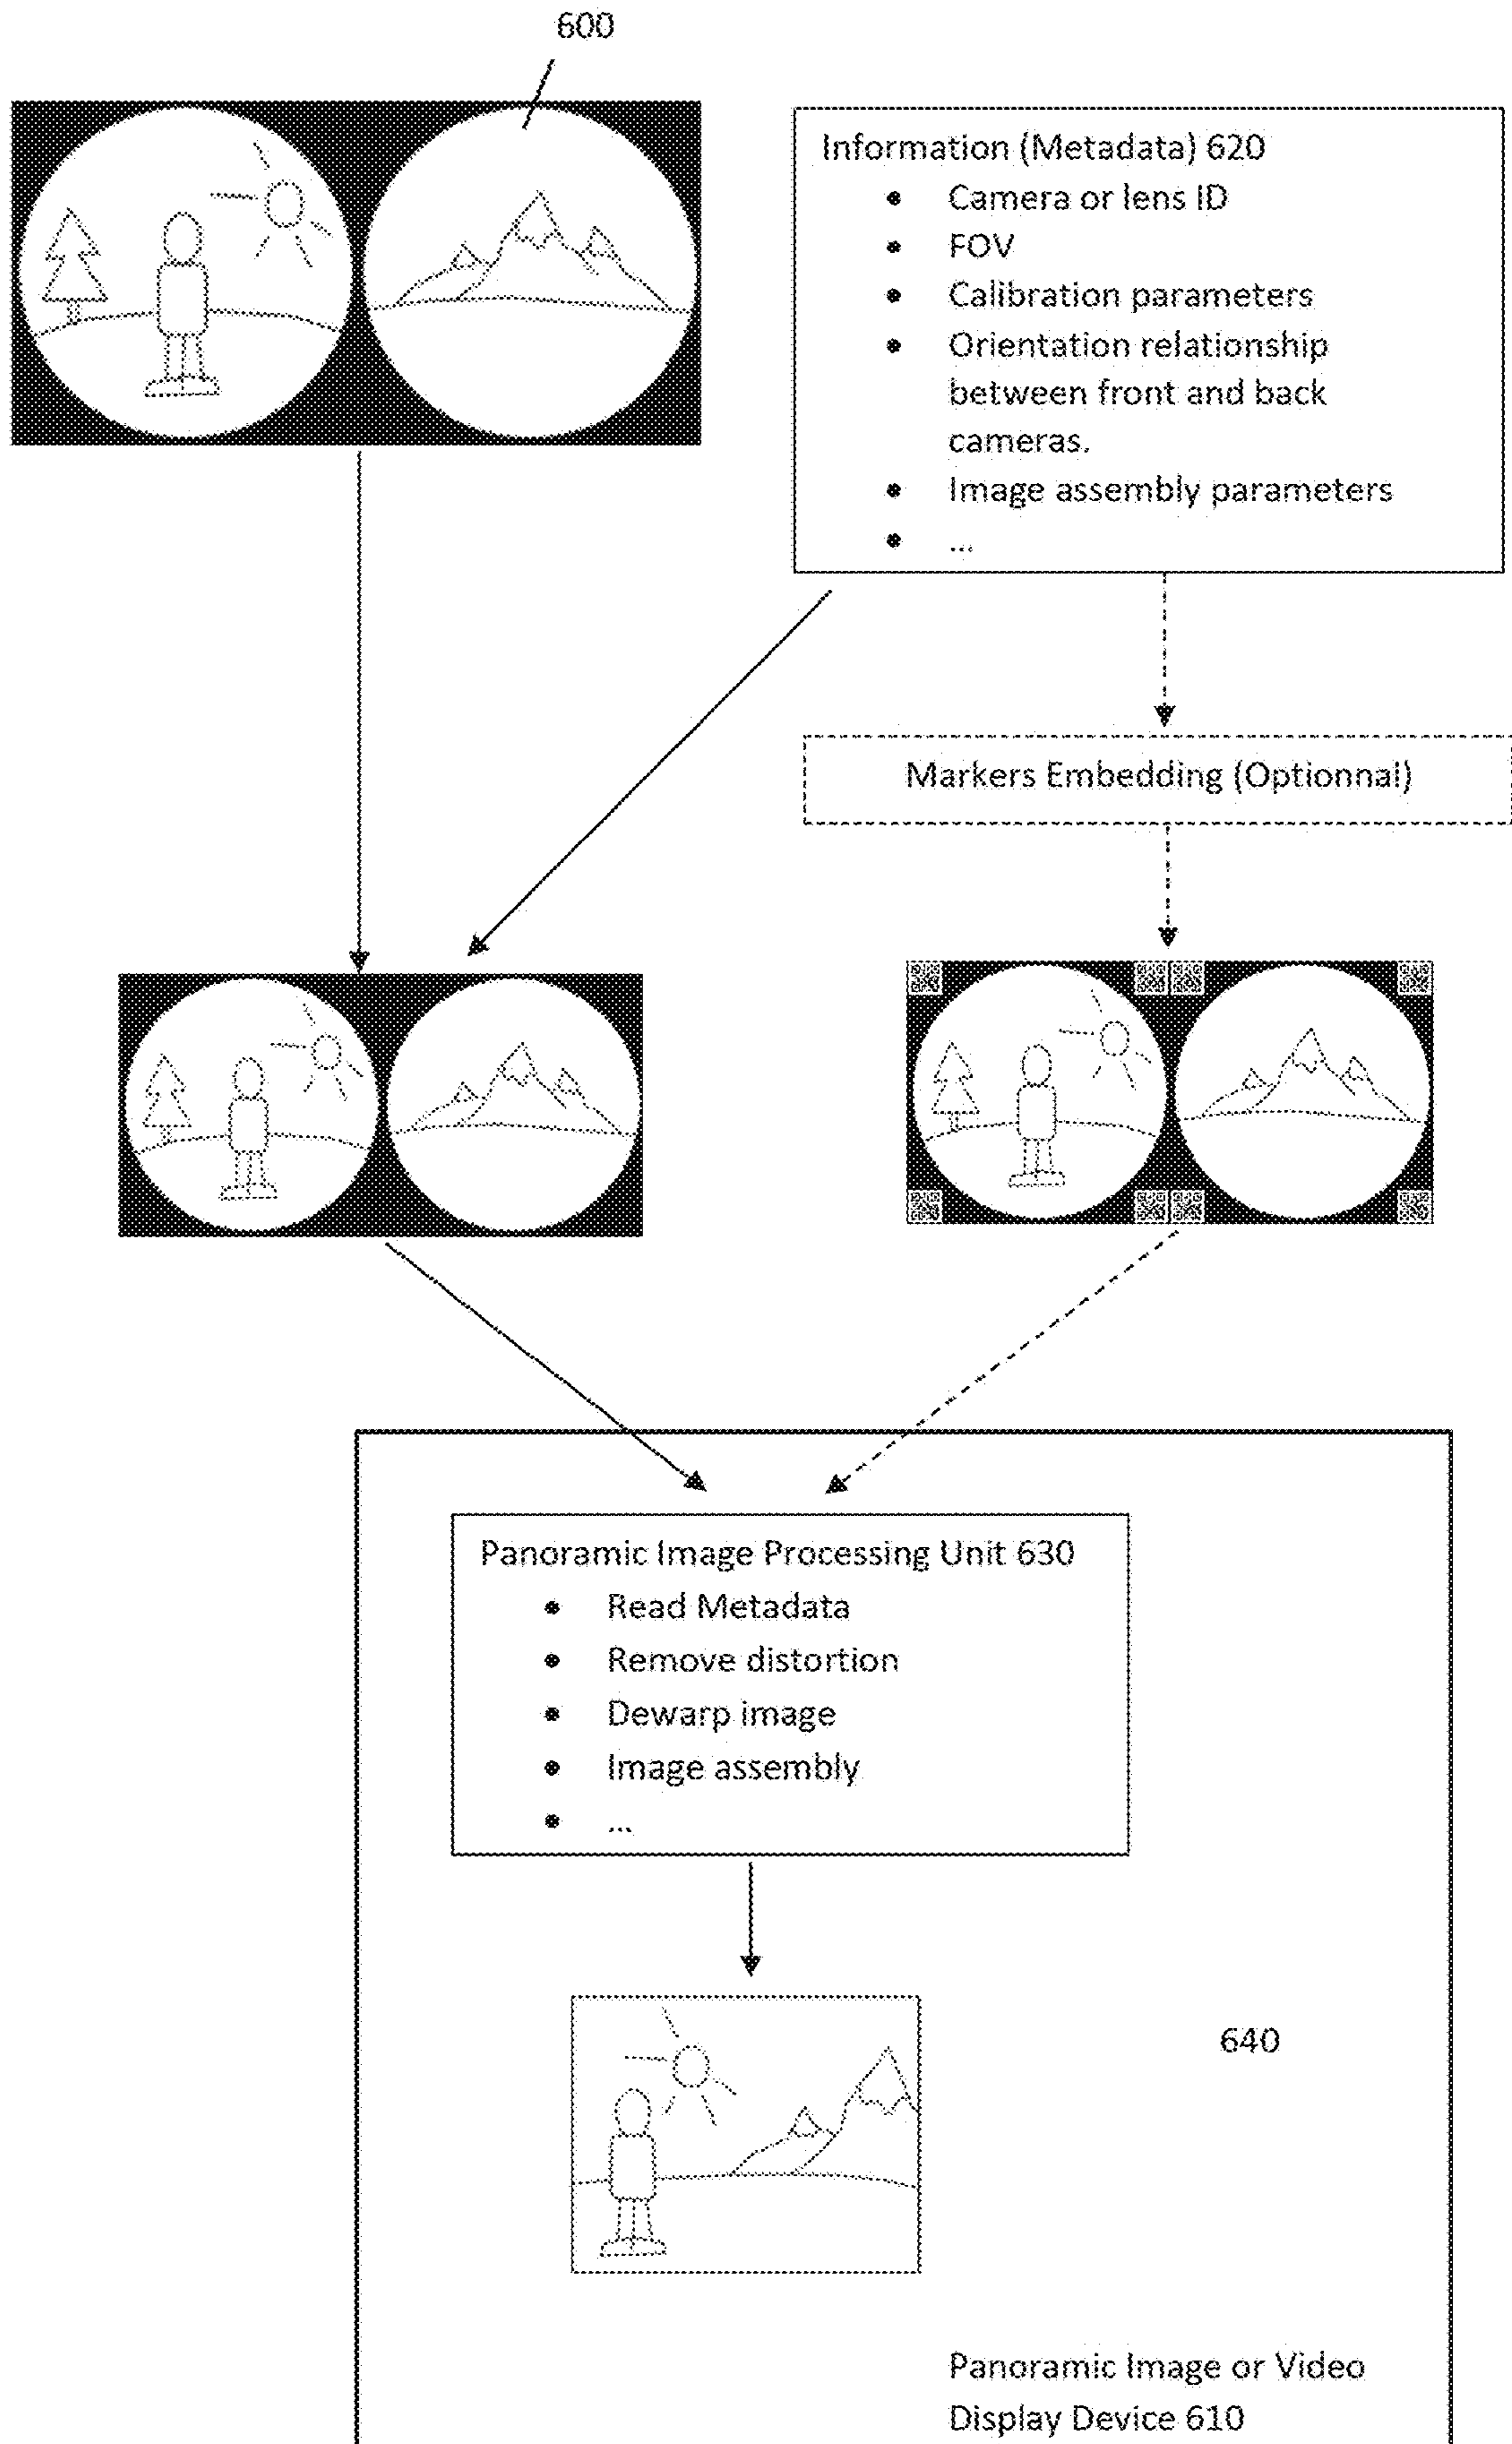 600
Information (Metadata) 620
• Camera or lens ID
• FOV
• Calibration parameters
• Orientation relationship
between front and back
cameras.
• Image assembly parameters
• ...
Markers Embedding (Optionnal)
Panoramic Image Processing Unit 630
• Read Metadata
• Remove distortion
• Dewarp image
• Image assembly
• ...
640
Panoramic Image or Video
Display Device 610